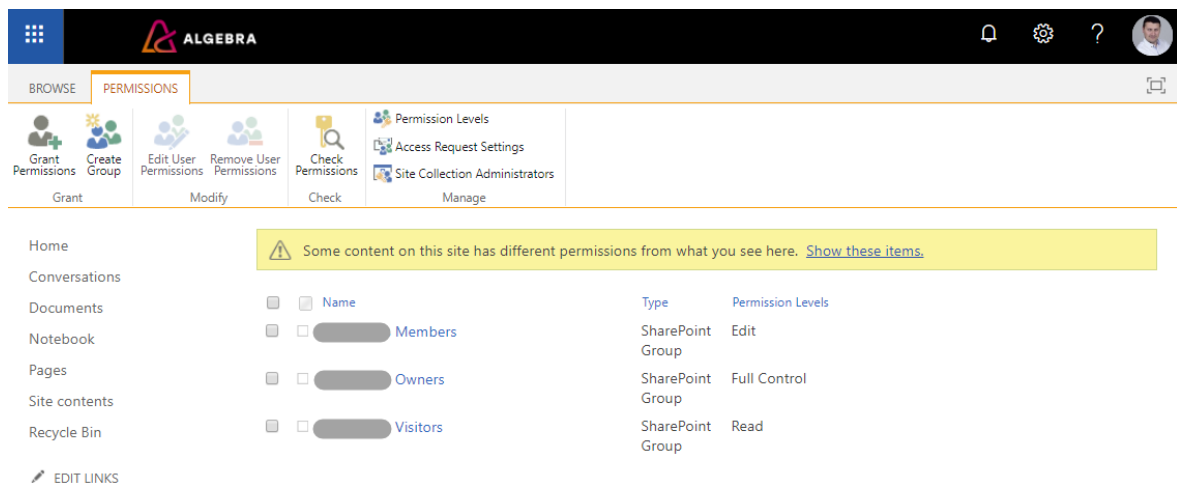 ALGEBRA
?
BROWSE PERMISSIONS
Grant Permissions
Create Group
Edit User Permissions
Remove User Permissions
Check Permissions
Permission Levels
Access Request Settings
Site Collection Administrators
Grant Modify Check Manage
Home
Conversations
Documents
Notebook
Pages
Site contents
Recycle Bin
EDIT LINKS
Some content on this site has different permissions from what you see here. Show these items.
Name Type Permission Levels
Members SharePoint Group Edit
Owners SharePoint Group Full Control
Visitors SharePoint Group Read